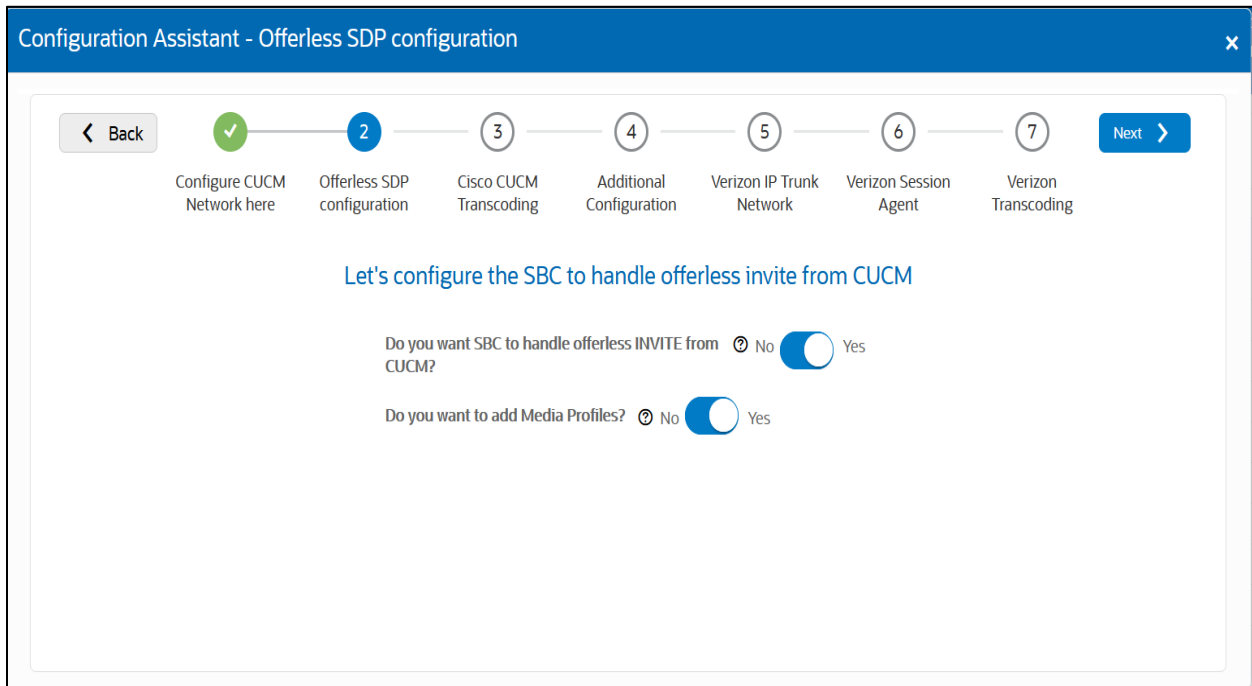 Configuration Assistant - Offerless SDP configuration
Back
2
3
4
5
6
7
Next
Configure CUCM
Network here
Offerless SDP
configuration
Cisco CUCM
Transcoding
Additional
Configuration
Verizon IP Trunk
Network
Verizon Session
Agent
Verizon
Transcoding
Let's configure the SBC to handle offerless invite from CUCM
Do you want SBC to handle offerless INVITE from
CUCM?
? No Yes
Do you want to add Media Profiles? ? No Yes